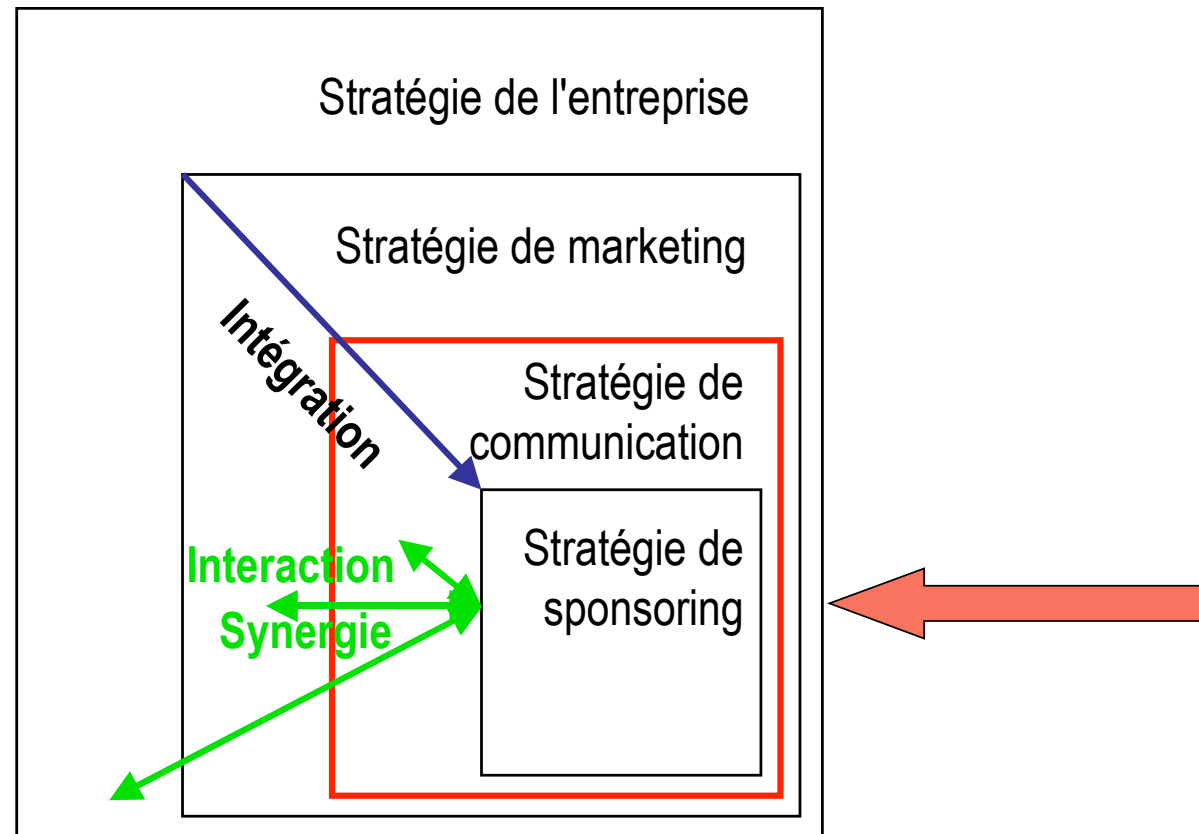 Stratégie de l'entreprise
Stratégie de marketing
Intégration
Stratégie de
communication
Stratégie de
sponsoring
Interaction
Synergie